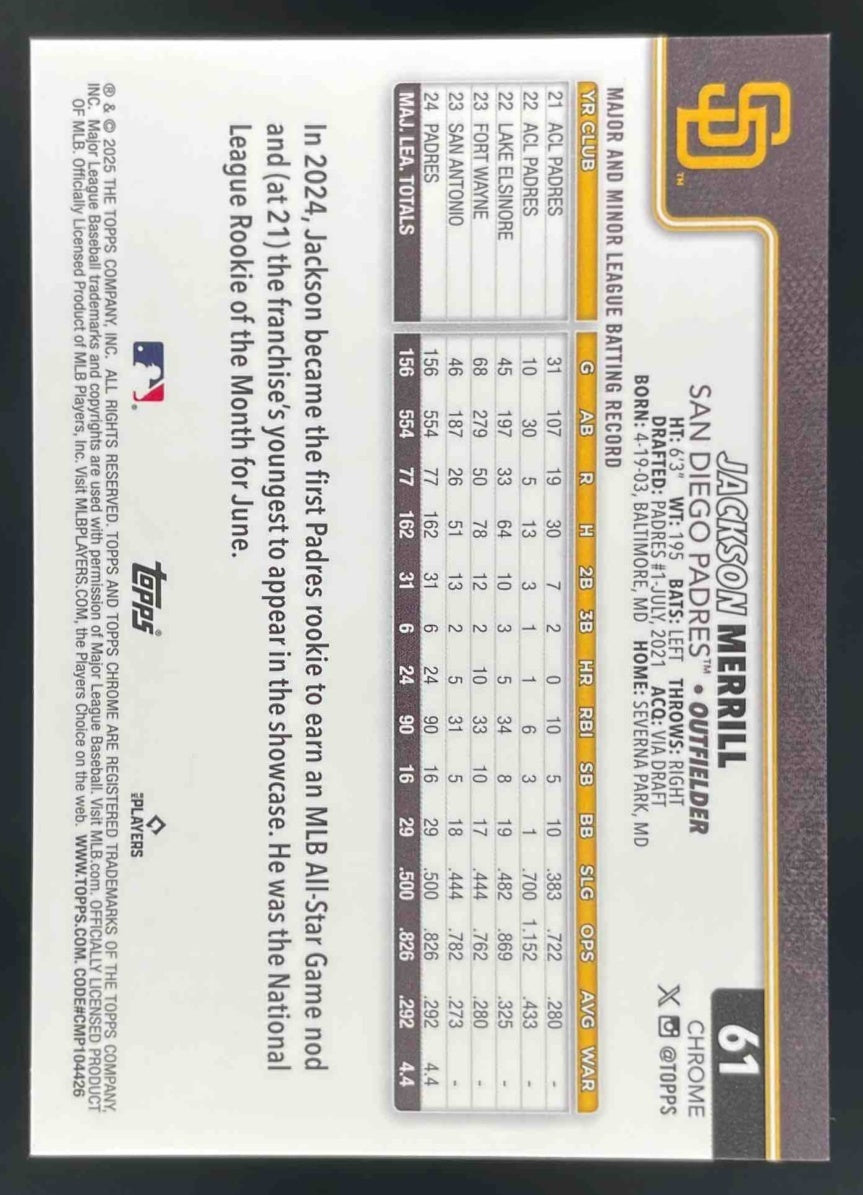 SD™
JACKSON MERRILL
SAN DIEGO PADRES™ • OUTFIELDER
HT: 6'3" WT: 195 BATS: LEFT THROWS: RIGHT
DRAFTED: PADRES #1-JULY, 2021 ACQ: VIA DRAFT
BORN: 4-19-03, BALTIMORE, MD HOME: SEVERNA PARK, MD
61
CHROME
X @TOPPS
MAJOR AND MINOR LEAGUE BATTING RECORD
YR CLUB G AB R H 2B 3B HR RBI SB BB SLG OPS AVG WAR
21 ACL PADRES 31 107 19 30 7 2 0 10 5 10 .383 .722 .280 -
22 ACL PADRES 10 30 5 13 3 1 1 6 3 1 .700 1.152 .433 -
22 LAKE ELSINORE 45 197 33 64 10 3 5 34 8 19 .482 .869 .325 -
23 FORT WAYNE 68 279 50 78 12 2 10 33 10 17 .444 .762 .280 -
23 SAN ANTONIO 46 187 26 51 13 2 5 31 5 18 .444 .782 .273 -
24 PADRES 156 554 77 162 31 6 24 90 16 29 .500 .826 .292 4.4
MAJ. LEA. TOTALS 156 554 77 162 31 6 24 90 16 29 .500 .826 .292 4.4
In 2024, Jackson became the first Padres rookie to earn an MLB All-Star Game nod
and (at 21) the franchise's youngest to appear in the showcase. He was the National
League Rookie of the Month for June.
topps®
MLB PLAYERS
® & © 2025 THE TOPPS COMPANY, INC. ALL RIGHTS RESERVED. TOPPS AND TOPPS CHROME ARE REGISTERED TRADEMARKS OF THE TOPPS COMPANY,
INC. Major League Baseball trademarks and copyrights are used with permission of Major League Baseball. Visit MLB.com. OFFICIALLY LICENSED PRODUCT
OF MLB. Officially Licensed Product of MLB Players, Inc. Visit MLBPLAYERS.COM, the Players Choice on the web. WWW.TOPPS.COM. CODE#CMP104426